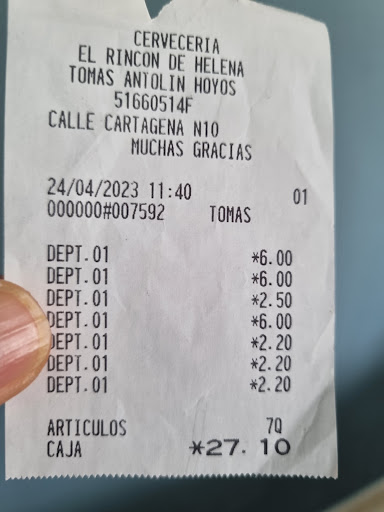 CERVECERIA
EL RINCON DE HELENA
TOMAS ANTOLIN HOYOS
51660514F
CALLE CARTAGENA N10
MUCHAS GRACIAS
24/04/2023 11:40 01
000000#007592 TOMAS
DEPT.01 *6.00
DEPT.01 *6.00
DEPT.01 *2.50
DEPT.01 *6.00
DEPT.01 *2.20
DEPT.01 *2.20
DEPT.01 *2.20
ARTICULOS 7Q
CAJA *27.10